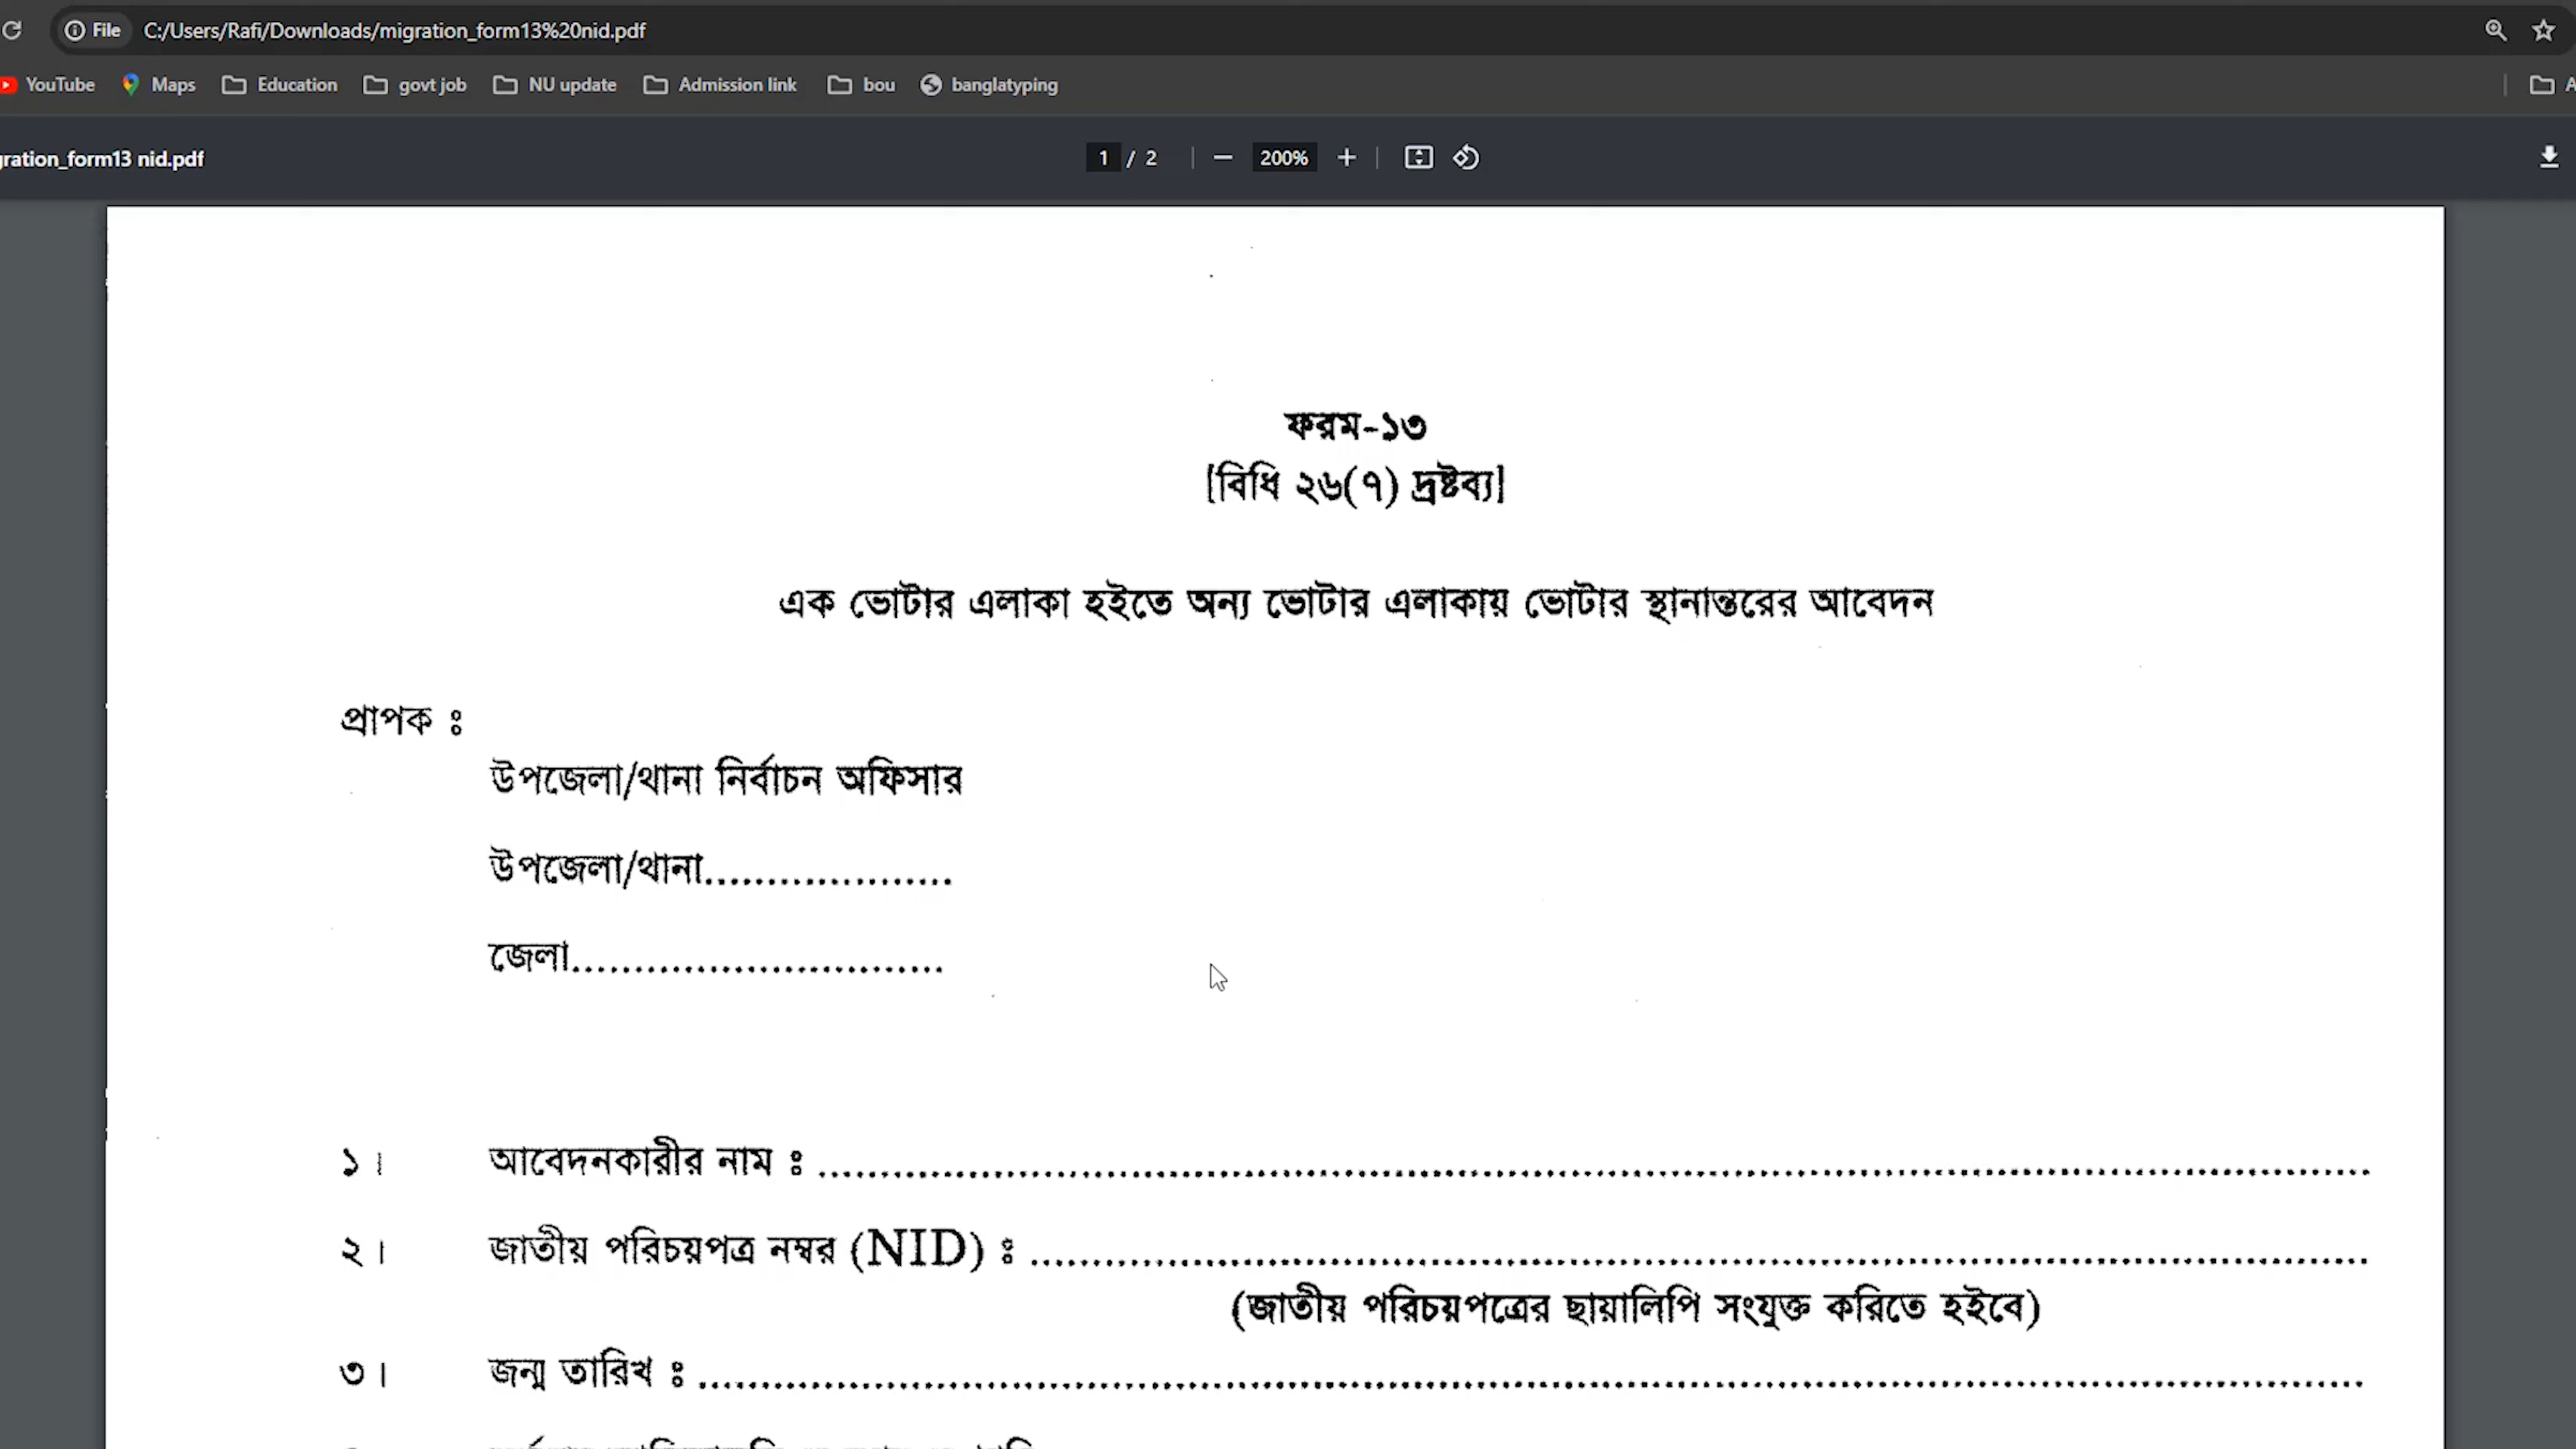 File C:/Users/Rafi/Downloads/migration_form13%20nid.pdf
YouTube Maps Education govt job NU update Admission link bou banglatyping
gration_form13 nid.pdf 1 / 2 200%
ফরম-১৩
[বিধি ২৬(৭) দ্রষ্টব্য]
এক ভোটার এলাকা হইতে অন্য ভোটার এলাকায় ভোটার স্থানান্তরের আবেদন
প্রাপক ঃ
উপজেলা/থানা নির্বাচন অফিসার
উপজেলা/থানা....................
জেলা..............................
১। আবেদনকারীর নাম ঃ ....................................................................................................
২। জাতীয় পরিচয়পত্র নম্বর (NID) ঃ ....................................................................................................
(জাতীয় পরিচয়পত্রের ছায়ালিপি সংযুক্ত করিতে হইবে)
৩। জন্ম তারিখ ঃ ....................................................................................................